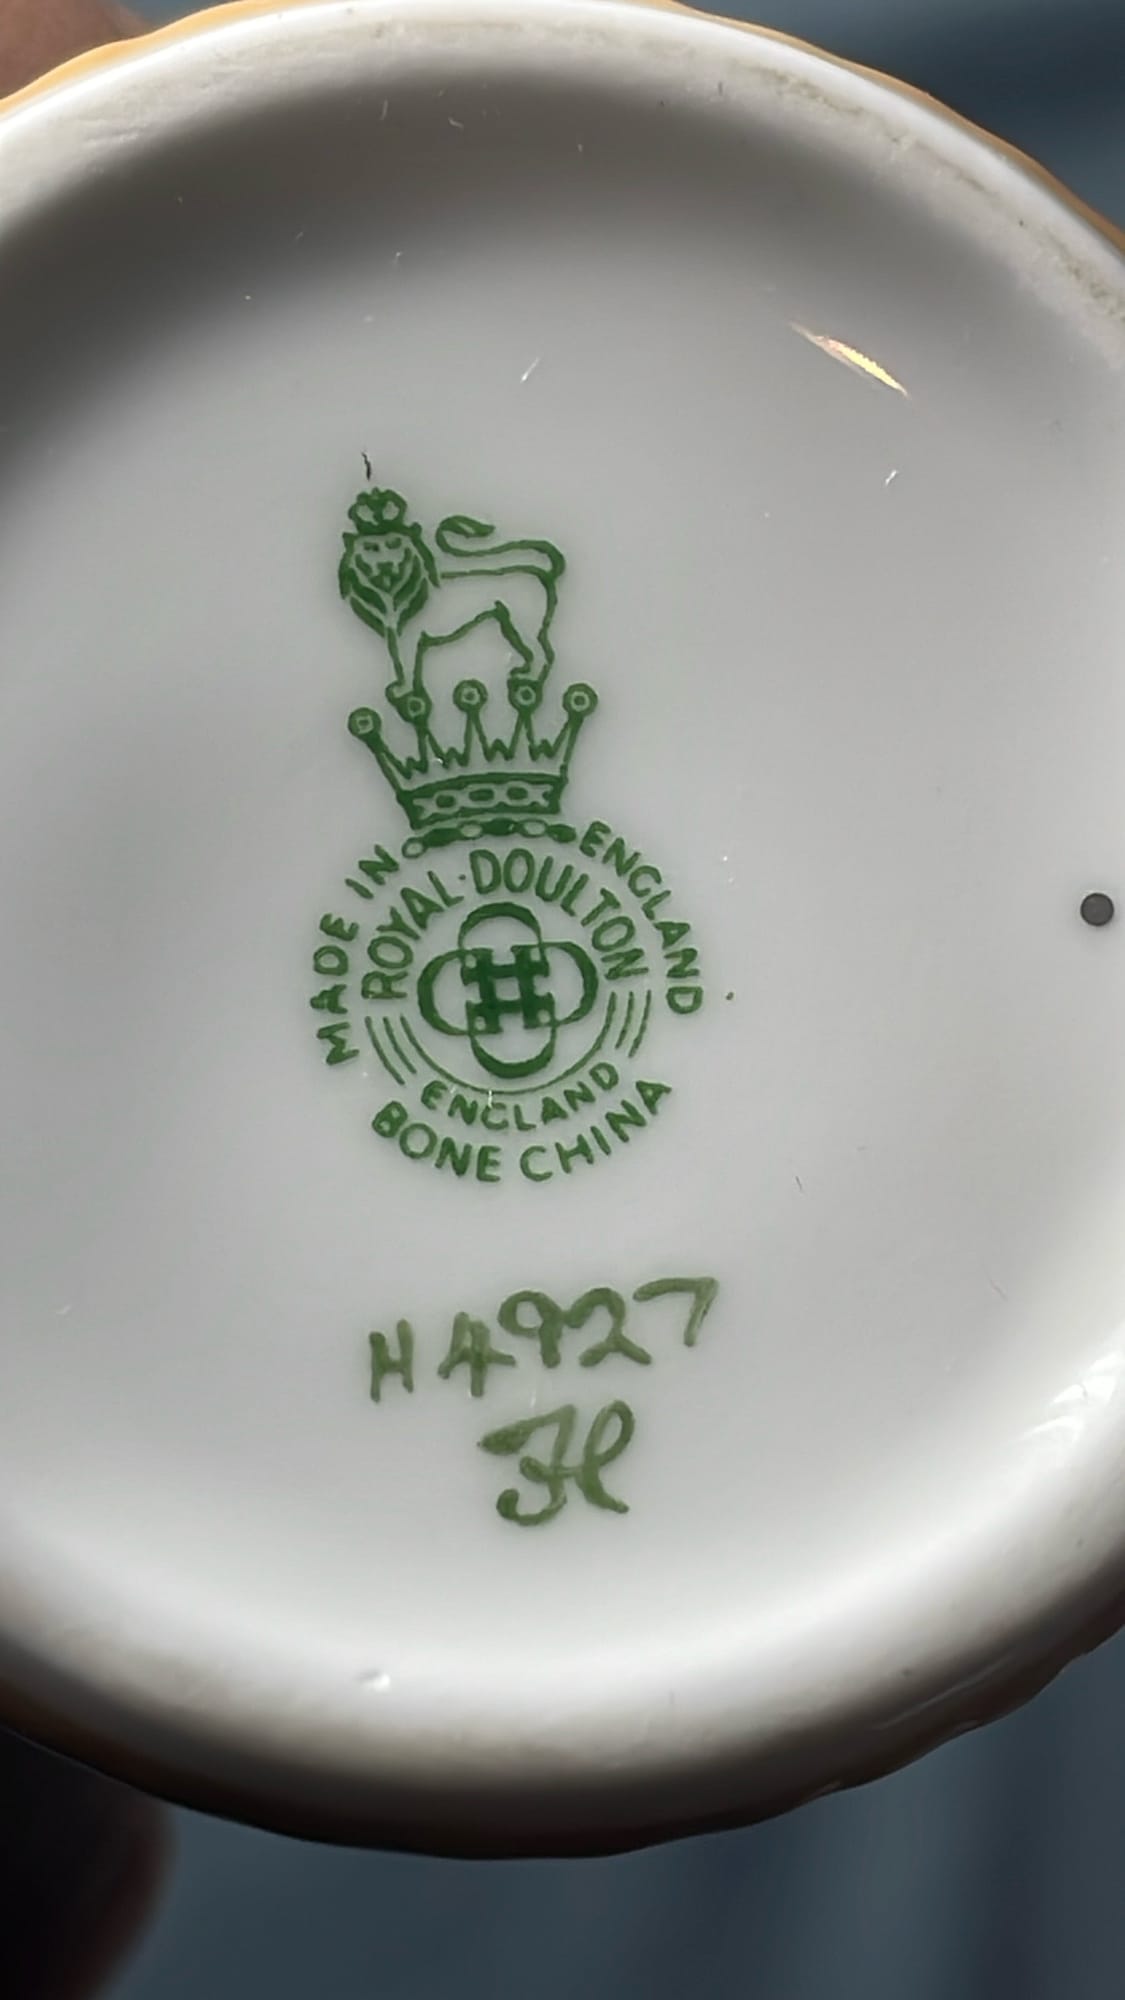 MADE IN ENGLAND
ROYAL · DOULTON
ENGLAND
BONE CHINA
H4927